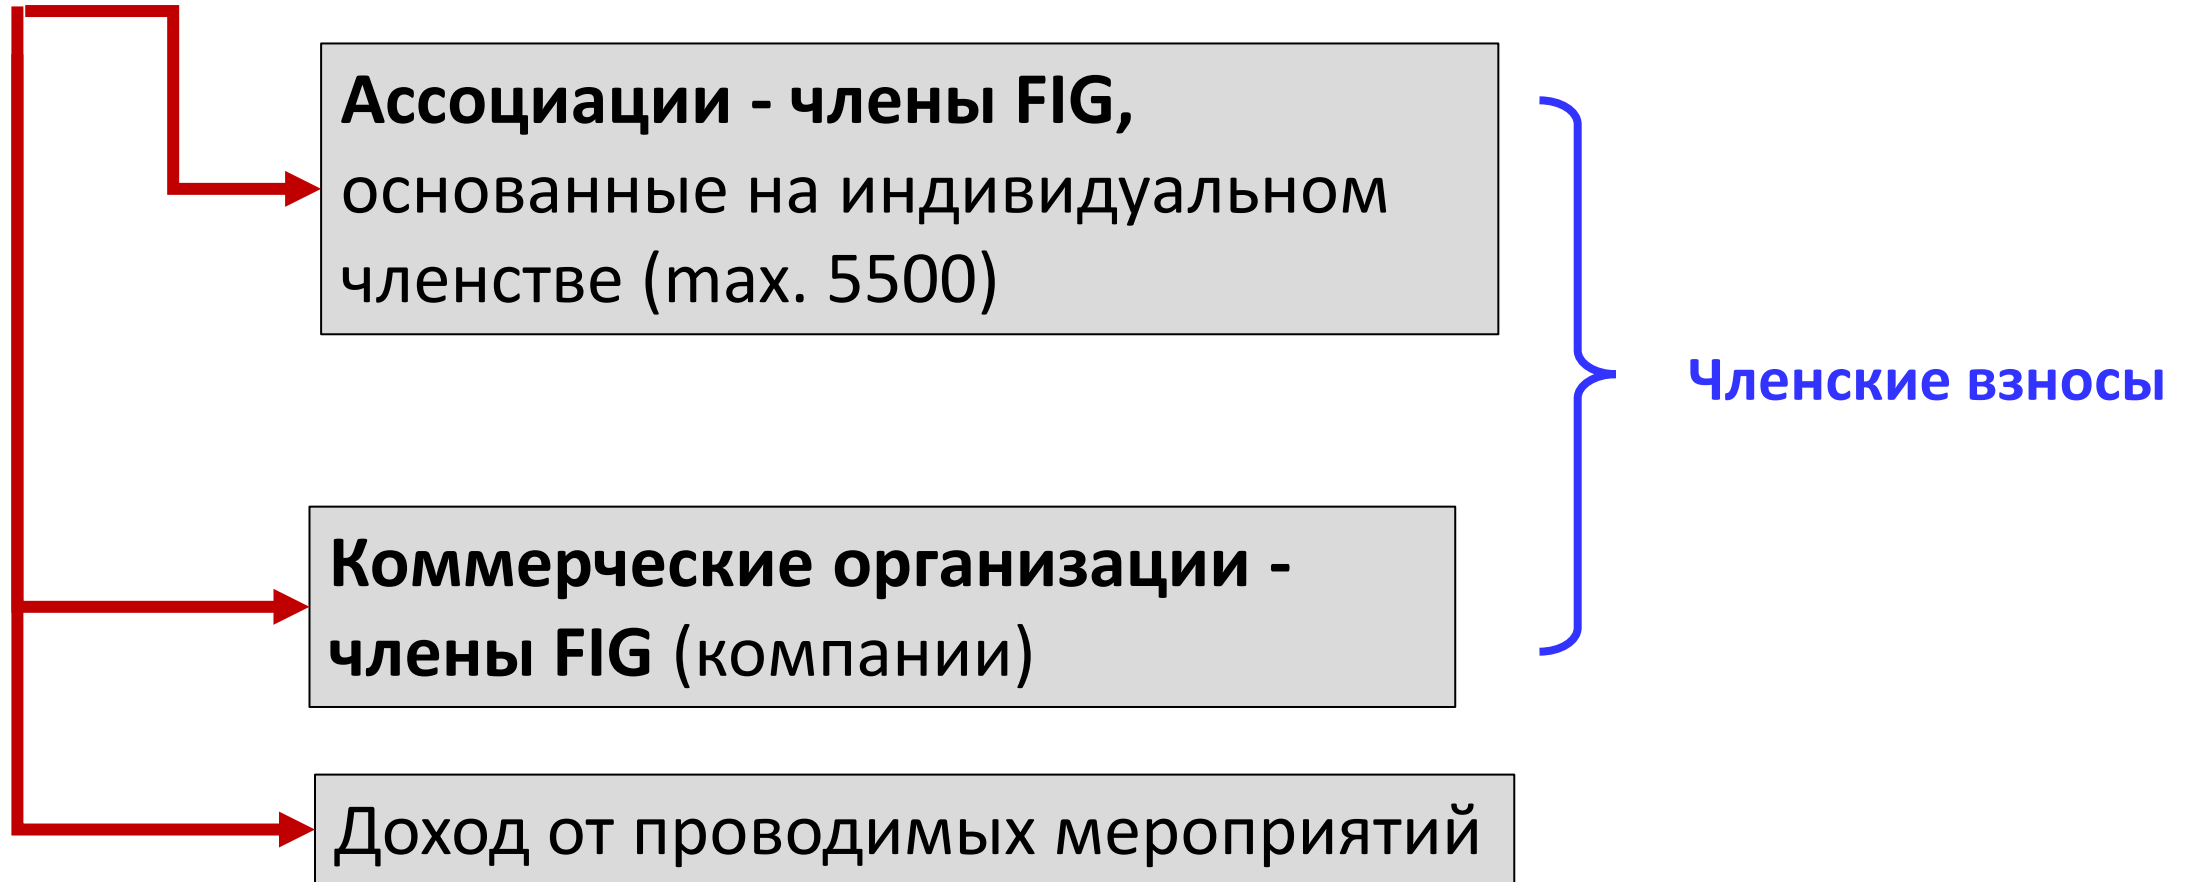 Ассоциации - члены FIG,
основанные на индивидуальном
членстве (max. 5500)
Членские взносы
Коммерческие организации -
члены FIG (компании)
Доход от проводимых мероприятий